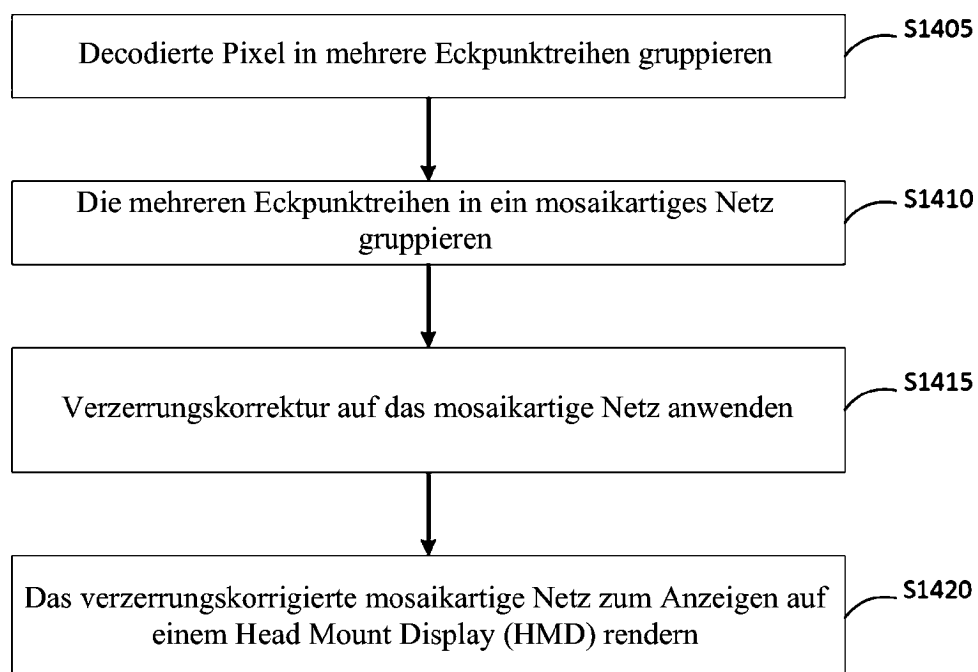 Decodierte Pixel in mehrere Eckpunktreihen gruppieren
S1405
Die mehreren Eckpunktreihen in ein mosaikartiges Netz
gruppieren
S1410
Verzerrungskorrektur auf das mosaikartige Netz anwenden
S1415
Das verzerrungskorrigierte mosaikartige Netz zum Anzeigen auf
einem Head Mount Display (HMD) rendern
S1420